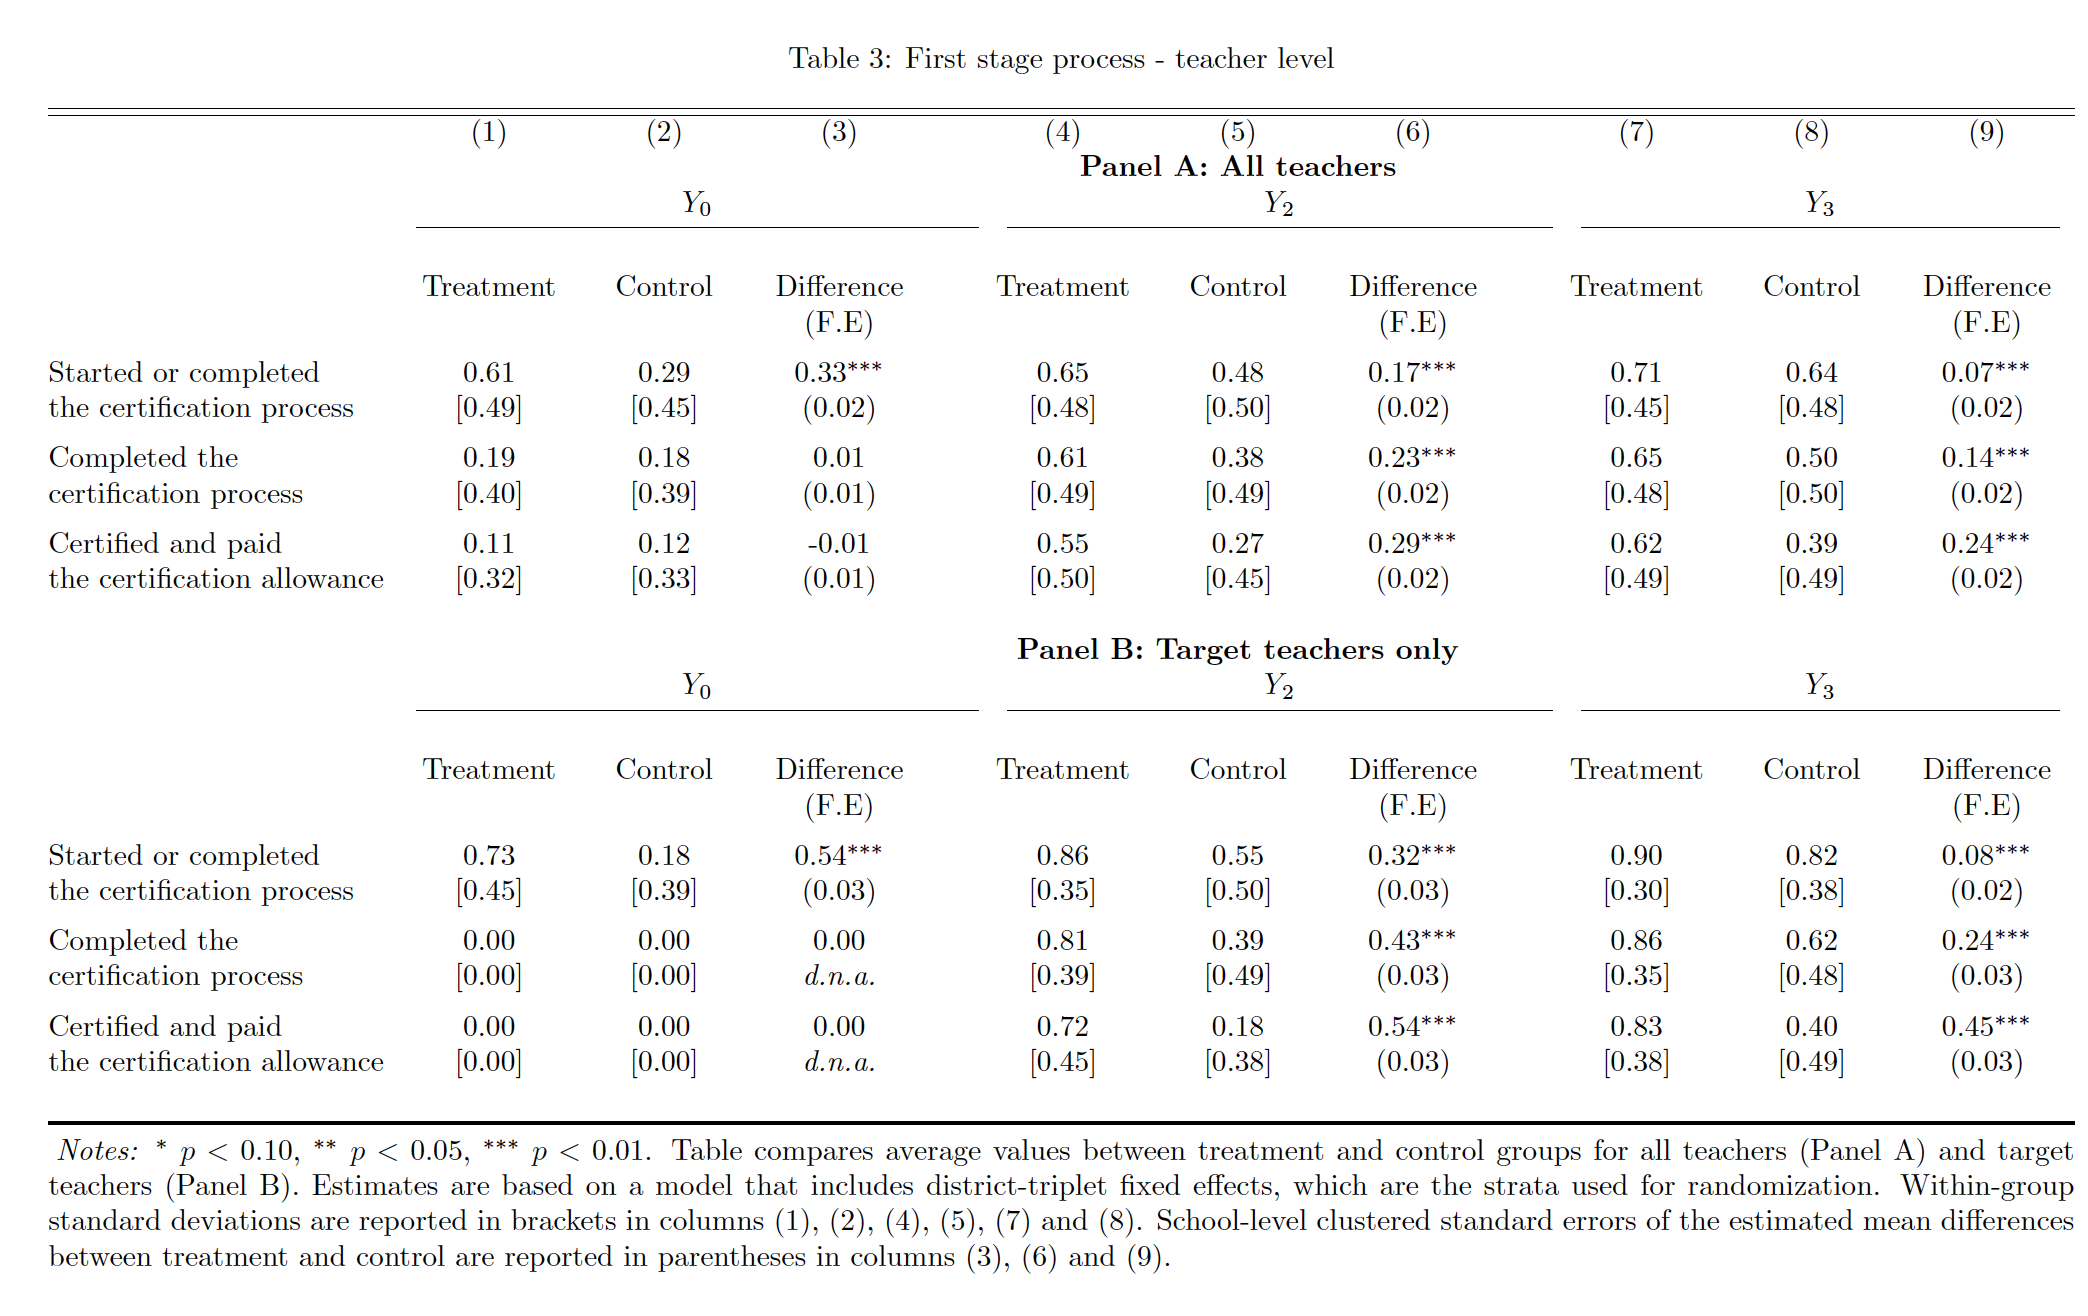 Table 3: First stage process - teacher level
(1) (2) (3) (4) (5) (6) (7) (8) (9)
Panel A: All teachers
Y0 Y2 Y3
Treatment Control Difference Treatment Control Difference Treatment Control Difference
(F.E) (F.E) (F.E)
Started or completed 0.61 0.29 0.33*** 0.65 0.48 0.17*** 0.71 0.64 0.07***
the certification process [0.49] [0.45] (0.02) [0.48] [0.50] (0.02) [0.45] [0.48] (0.02)
Completed the 0.19 0.18 0.01 0.61 0.38 0.23*** 0.65 0.50 0.14***
certification process [0.40] [0.39] (0.01) [0.49] [0.49] (0.02) [0.48] [0.50] (0.02)
Certified and paid 0.11 0.12 -0.01 0.55 0.27 0.29*** 0.62 0.39 0.24***
the certification allowance [0.32] [0.33] (0.01) [0.50] [0.45] (0.02) [0.49] [0.49] (0.02)
Panel B: Target teachers only
Y0 Y2 Y3
Treatment Control Difference Treatment Control Difference Treatment Control Difference
(F.E) (F.E) (F.E)
Started or completed 0.73 0.18 0.54*** 0.86 0.55 0.32*** 0.90 0.82 0.08***
the certification process [0.45] [0.39] (0.03) [0.35] [0.50] (0.03) [0.30] [0.38] (0.02)
Completed the 0.00 0.00 0.00 0.81 0.39 0.43*** 0.86 0.62 0.24***
certification process [0.00] [0.00] d.n.a. [0.39] [0.49] (0.03) [0.35] [0.48] (0.03)
Certified and paid 0.00 0.00 0.00 0.72 0.18 0.54*** 0.83 0.40 0.45***
the certification allowance [0.00] [0.00] d.n.a. [0.45] [0.38] (0.03) [0.38] [0.49] (0.03)
Notes: * p < 0.10, ** p < 0.05, *** p < 0.01. Table compares average values between treatment and control groups for all teachers (Panel A) and target
teachers (Panel B). Estimates are based on a model that includes district-triplet fixed effects, which are the strata used for randomization. Within-group
standard deviations are reported in brackets in columns (1), (2), (4), (5), (7) and (8). School-level clustered standard errors of the estimated mean differences
between treatment and control are reported in parentheses in columns (3), (6) and (9).